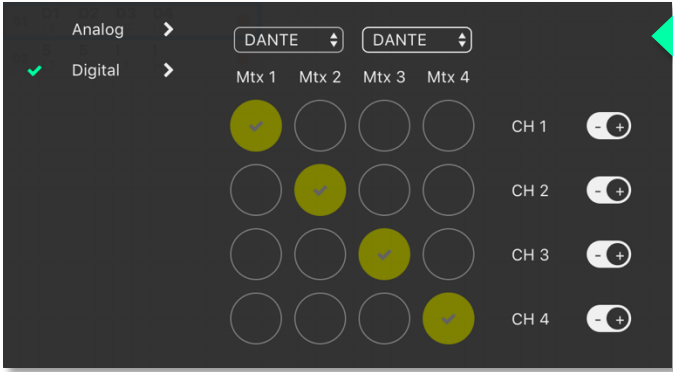 Analog
DANTE DANTE
Digital
Mtx 1 Mtx 2 Mtx 3 Mtx 4
CH 1 - +
CH 2 - +
CH 3 - +
CH 4 - +